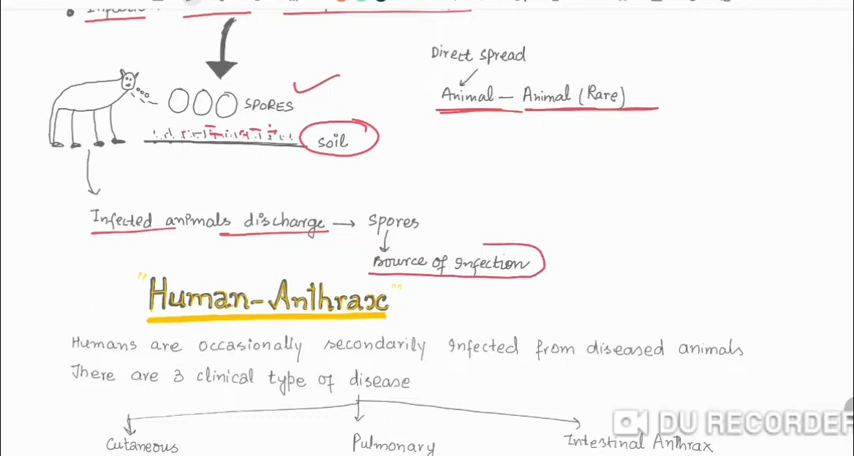 Direct spread
Animal - Animal (Rare)
SPORES
Soil
Infected animals discharge → spores
Source of infection
"Human-Anthrax"
Humans are occasionally secondarily infected from diseased animals
There are 3 clinical type of disease
DU RECORDER
Cutaneous
Pulmonary
Intestinal Anthrax